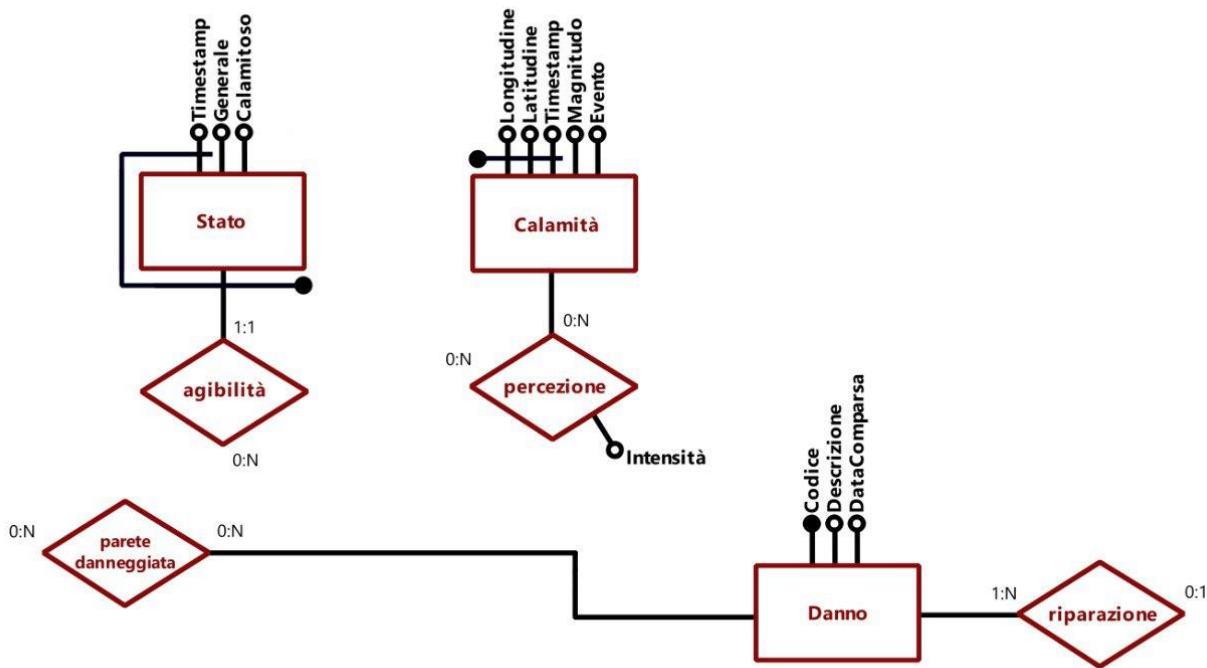 Timestamp
Generale
Calamitoso
Longitudine
Latitudine
Timestamp
Magnitudo
Evento
Stato
Calamità
1:1
0:N
0:N
agibilità
percezione
0:N
Intensità
Codice
Descrizione
DataComparsa
0:N
0:N
parete
danneggiata
Danno
1:N
riparazione
0:1